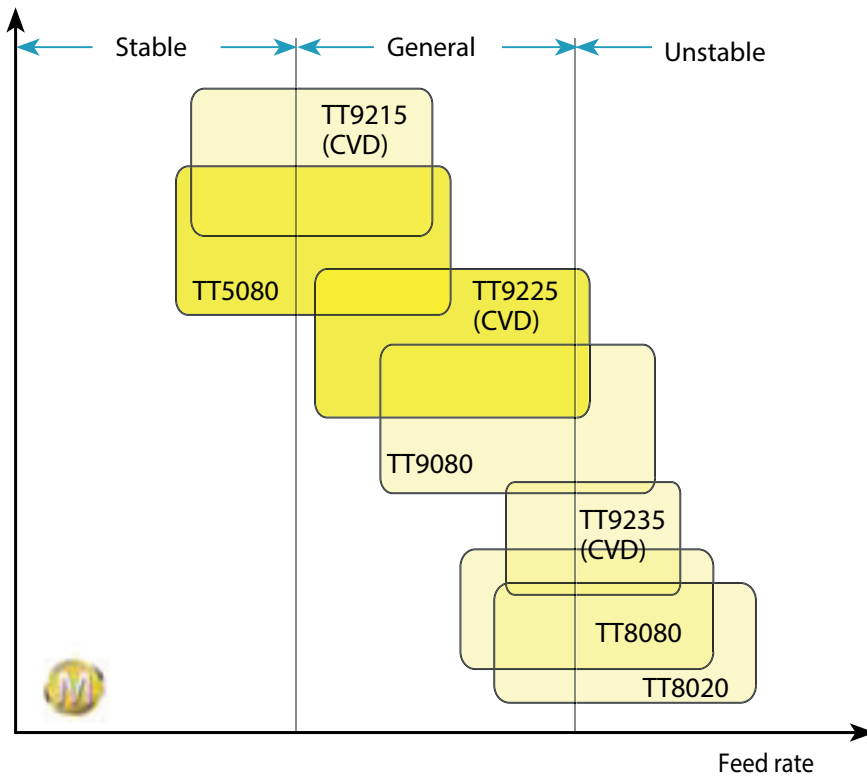 Stable
General
Unstable
TT9215
(CVD)
TT5080
TT9225
(CVD)
TT9080
TT9235
(CVD)
TT8080
TT8020
M
Feed rate